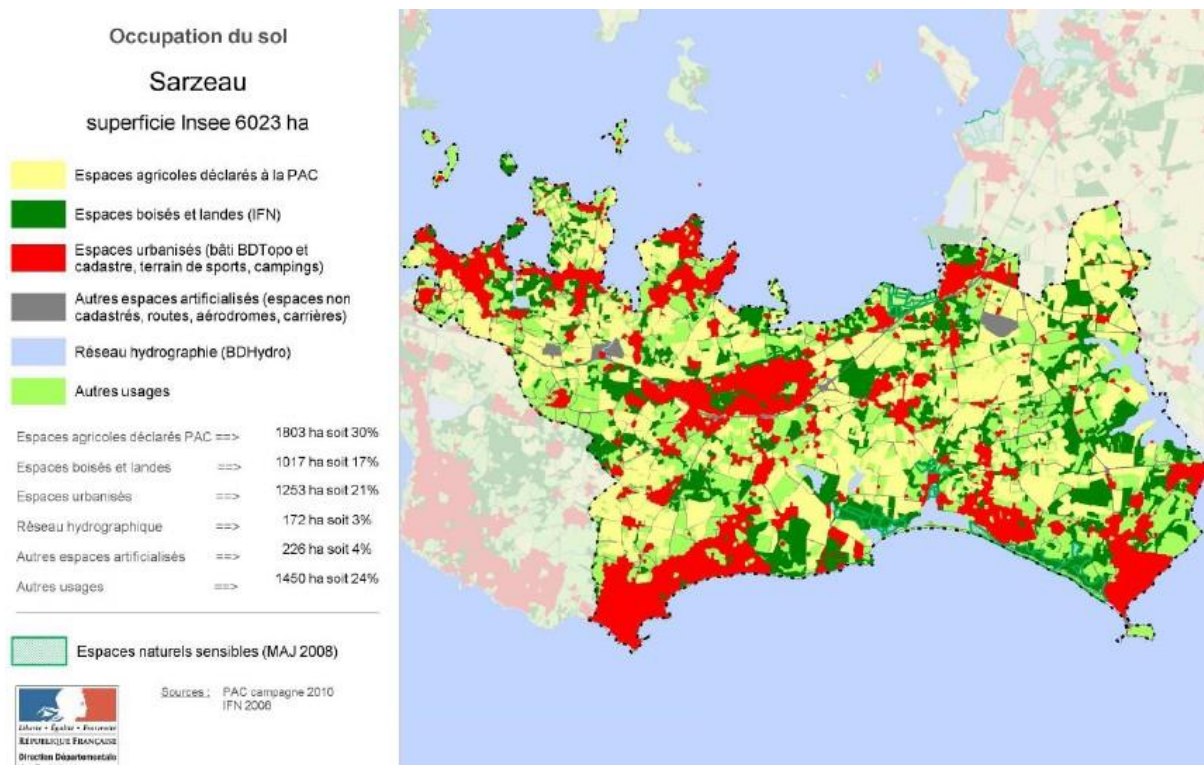 Occupation du sol
Sarzeau
superficie Insee 6023 ha
Espaces agricoles déclarés à la PAC
Espaces boisés et landes (IFN)
Espaces urbanisés (bâti BDTopo et
cadastre, terrain de sports, campings)
Autres espaces artificialisés (espaces non
cadastrés, routes, aérodromes, carrières)
Réseau hydrographie (BDHydro)
Autres usages
Espaces agricoles déclarés PAC ==> 1803 ha soit 30%
Espaces boisés et landes ==> 1017 ha soit 17%
Espaces urbanisés ==> 1253 ha soit 21%
Réseau hydrographique ==> 172 ha soit 3%
Autres espaces artificialisés ==> 226 ha soit 4%
Autres usages ==> 1450 ha soit 24%
Espaces naturels sensibles (MAJ 2008)
Sources : PAC campagne 2010
IFN 2008
Liberté • Égalité • Fraternité
RÉPUBLIQUE FRANÇAISE
Direction Départementale